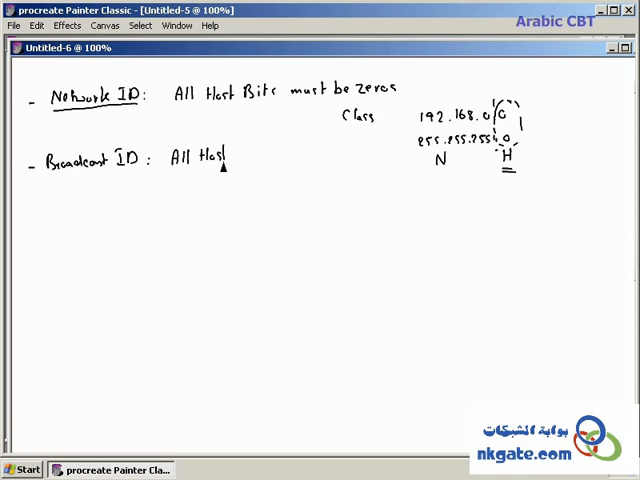 procreate Painter Classic - [Untitled-5 @ 100%]
Arabic CBT
File Edit Effects Canvas Select Window Help
Untitled-6 @ 100%
- Network ID: All Host Bits must be zeros
Class 192.168.0 0
255.255.255 0
N H
- Broadcast ID: All Host
بوابة الشبكات
nkgate.com
Start procreate Painter Cla...